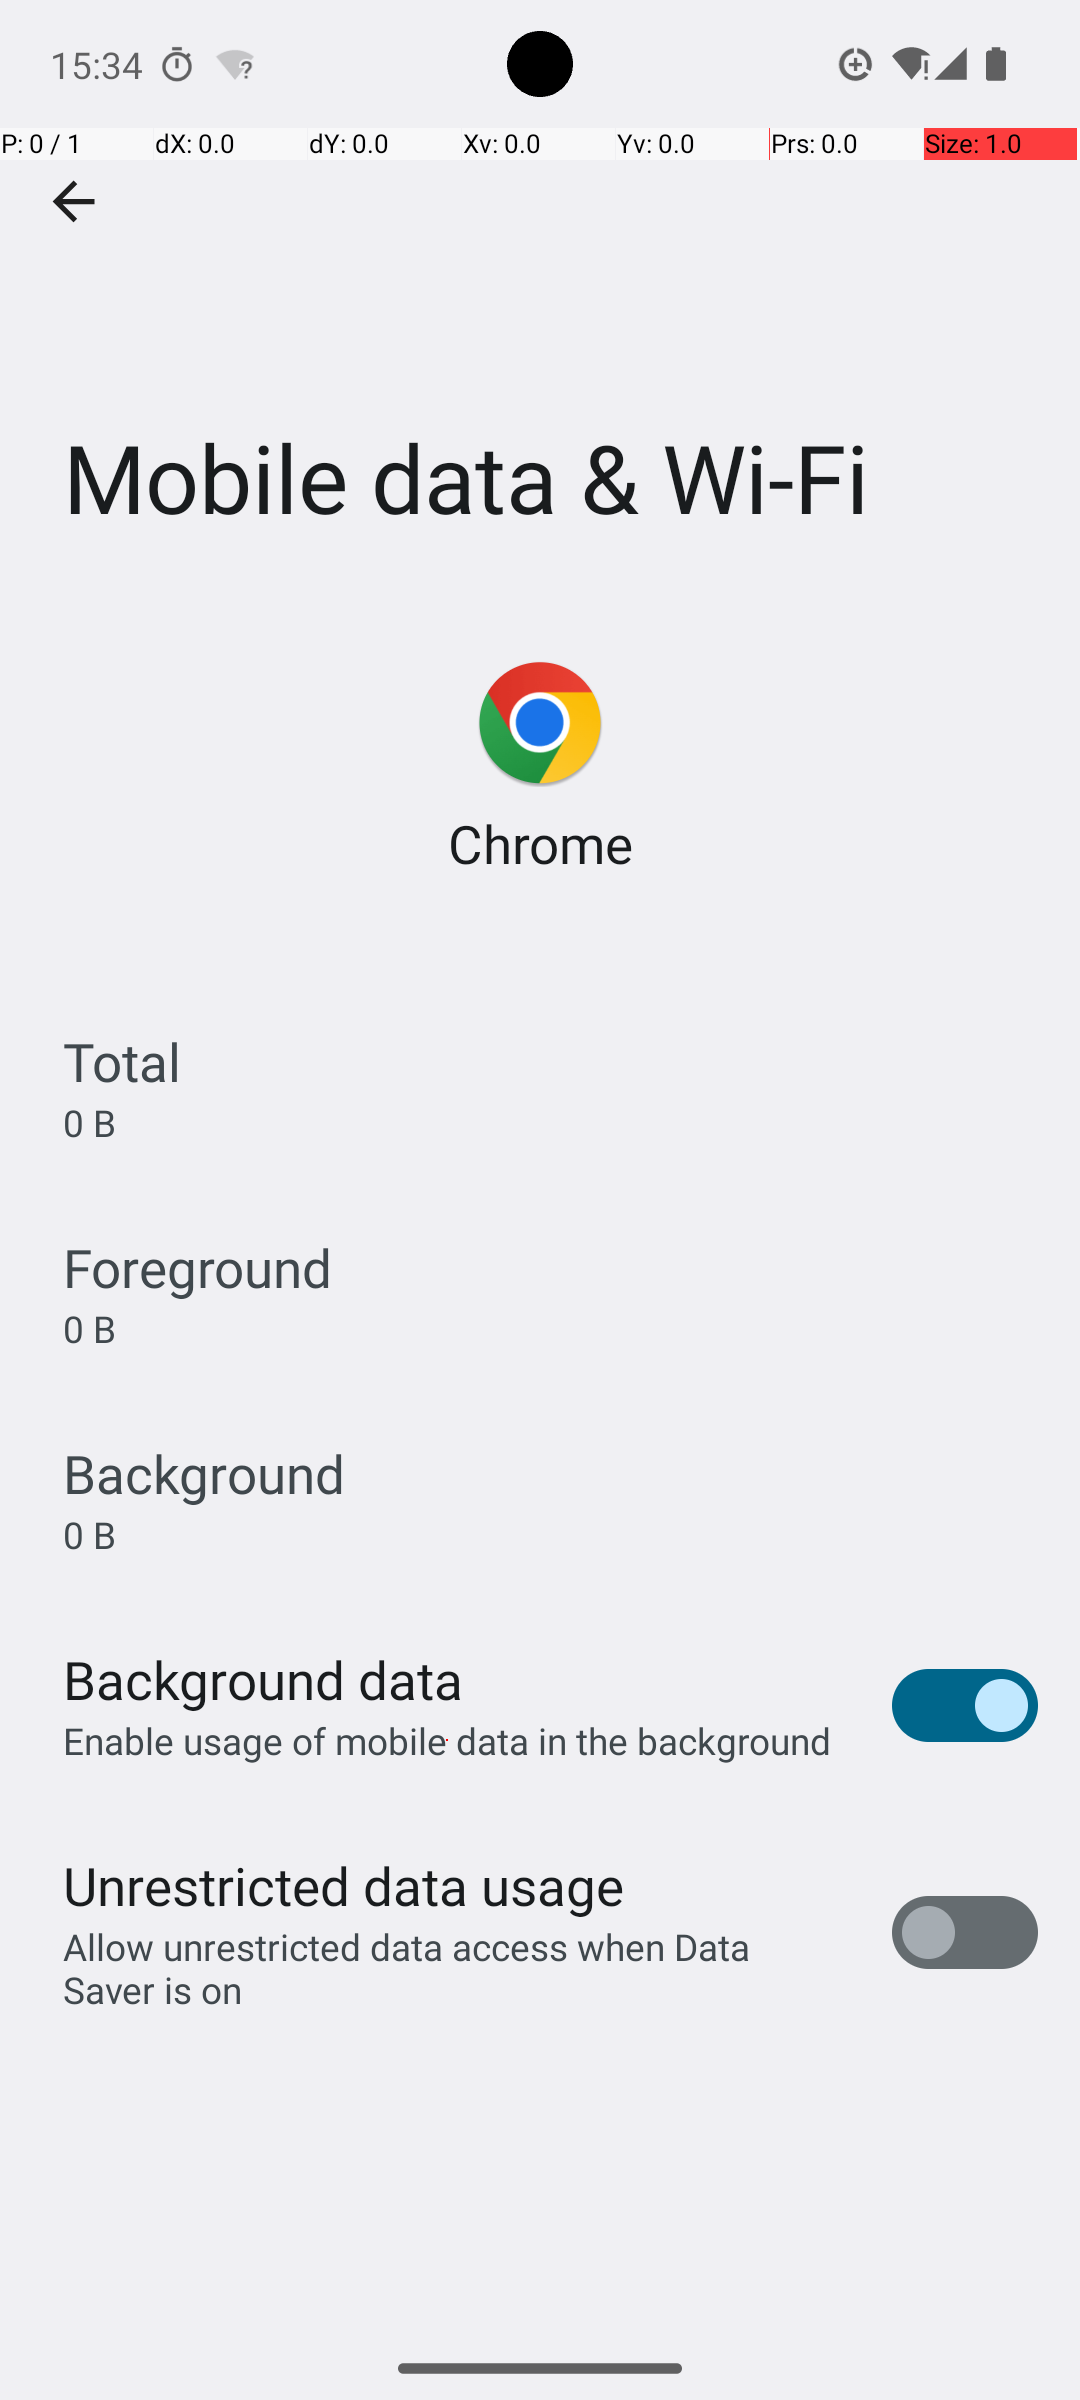 15:34
P: 0 / 1 dX: 0.0 dY: 0.0 Xv: 0.0 Yv: 0.0 Prs: 0.0 Size: 1.0
Mobile data & Wi-Fi
Chrome
Total
0 B
Foreground
0 B
Background
0 B
Background data
Enable usage of mobile data in the background
Unrestricted data usage
Allow unrestricted data access when Data
Saver is on